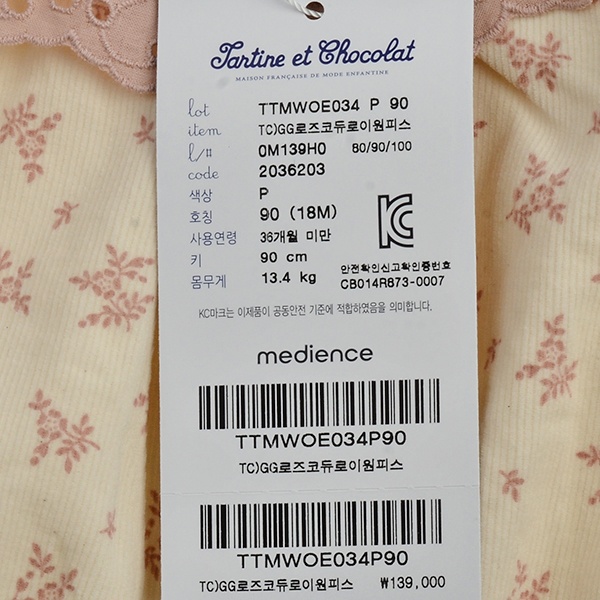 Tartine et Chocolat
MAISON FRANÇAISE DE MODE ENFANTINE
lot TTMWOE034 P 90
item TC)GG로즈코듀로이원피스
l/# 0M139H0 80/90/100
code 2036203
색상 P
호칭 90 (18M)
사용연령 36개월 미만
키 90 cm
몸무게 13.4 kg
KC
안전확인신고확인증번호
CB014R873-0007
KC마크는 이제품이 공동안전 기준에 적합하였음을 의미합니다.
medience
TTMWOE034P90
TC)GG로즈코듀로이원피스
TTMWOE034P90
TC)GG로즈코듀로이원피스 ₩139,000